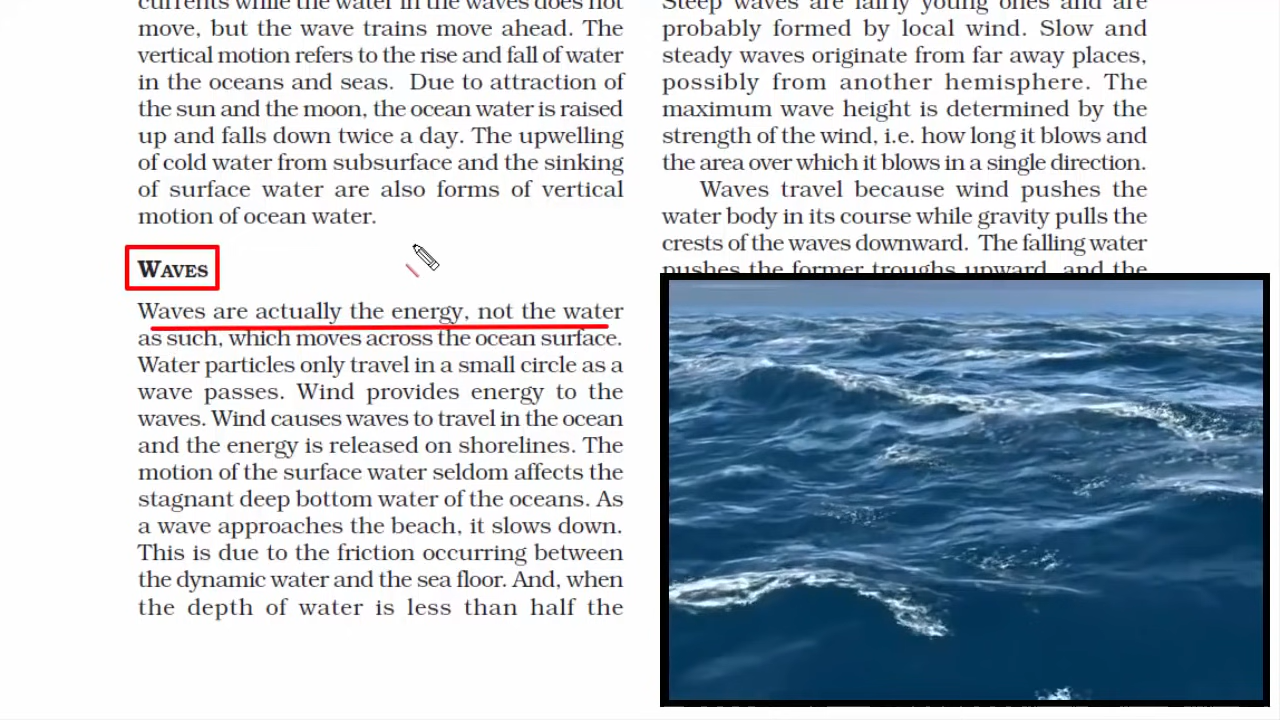 currents while the water in the waves does not
move, but the wave trains move ahead. The
vertical motion refers to the rise and fall of water
in the oceans and seas. Due to attraction of
the sun and the moon, the ocean water is raised
up and falls down twice a day. The upwelling
of cold water from subsurface and the sinking
of surface water are also forms of vertical
motion of ocean water.
WAVES
Waves are actually the energy, not the water
as such, which moves across the ocean surface.
Water particles only travel in a small circle as a
wave passes. Wind provides energy to the
waves. Wind causes waves to travel in the ocean
and the energy is released on shorelines. The
motion of the surface water seldom affects the
stagnant deep bottom water of the oceans. As
a wave approaches the beach, it slows down.
This is due to the friction occurring between
the dynamic water and the sea floor. And, when
the depth of water is less than half the
Steep waves are fairly young ones and are
probably formed by local wind. Slow and
steady waves originate from far away places,
possibly from another hemisphere. The
maximum wave height is determined by the
strength of the wind, i.e. how long it blows and
the area over which it blows in a single direction.
Waves travel because wind pushes the
water body in its course while gravity pulls the
crests of the waves downward. The falling water
pushes the former troughs upward, and the